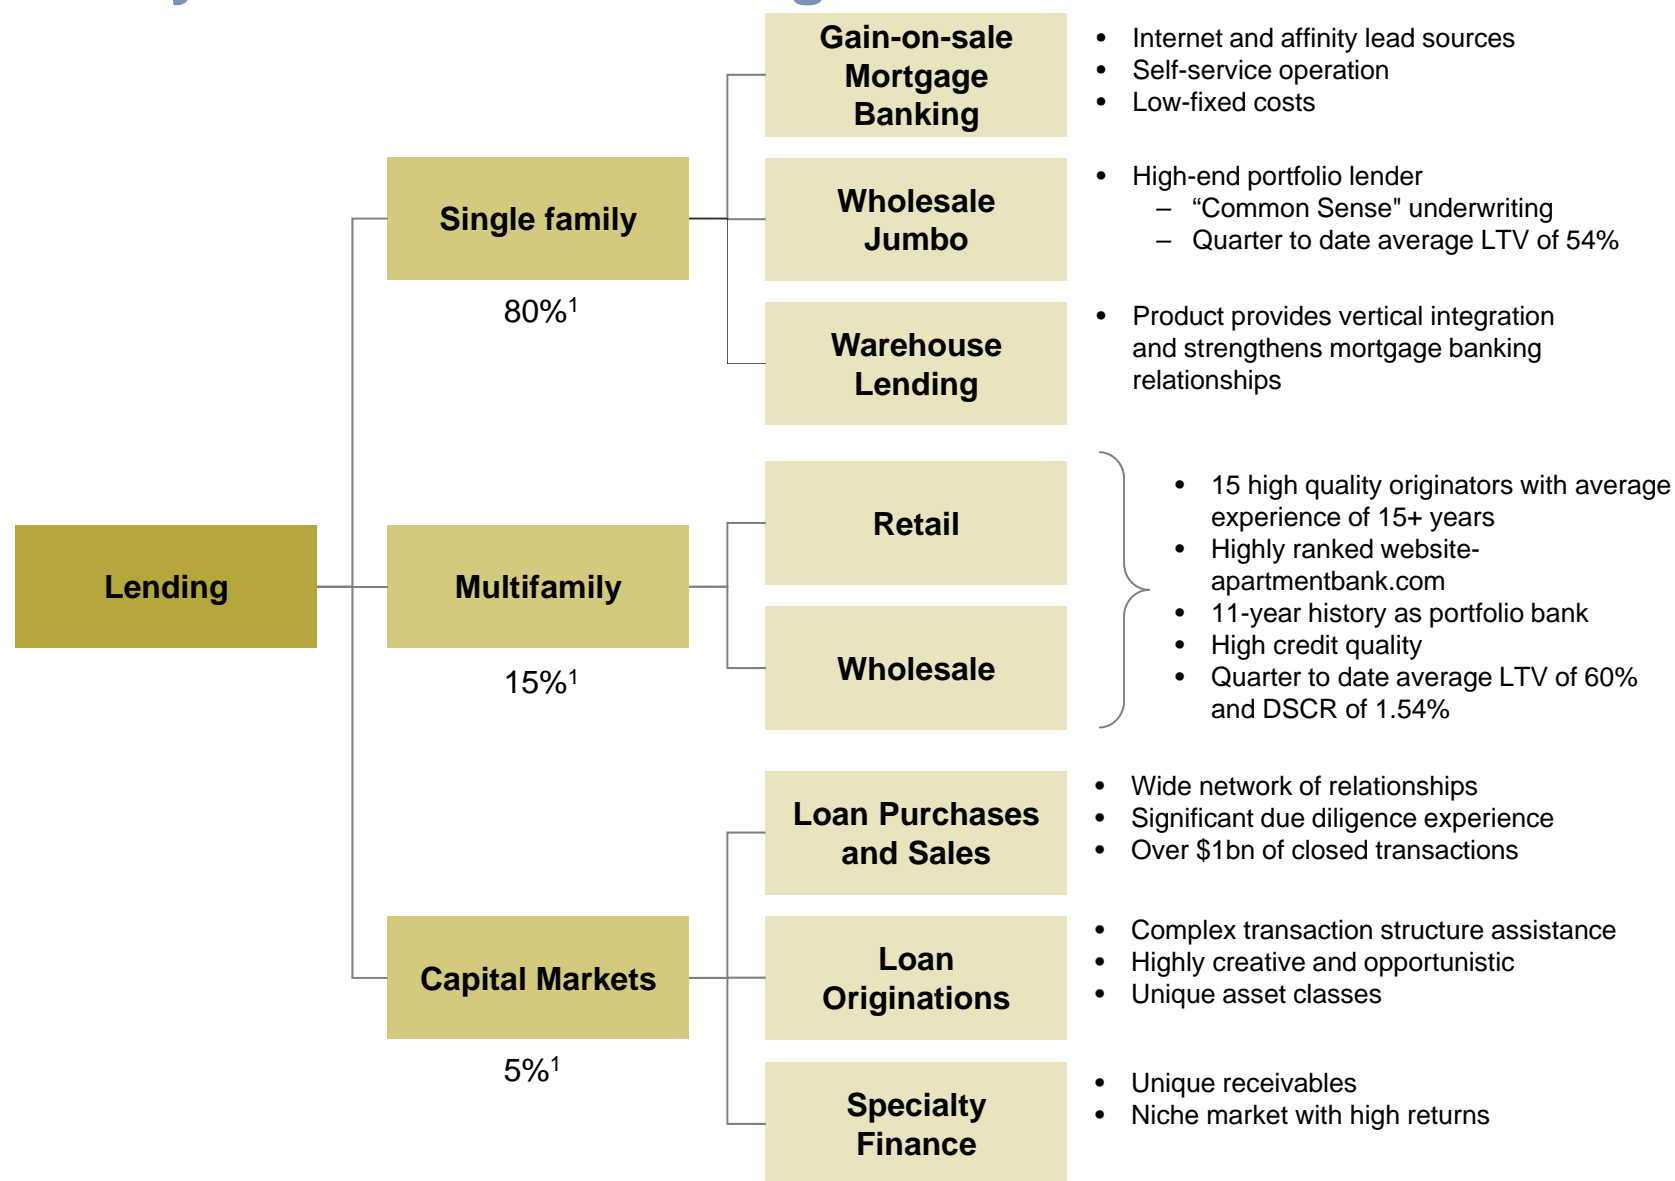 Gain-on-sale
Mortgage
Banking
• Internet and affinity lead sources
• Self-service operation
• Low-fixed costs
Single family
80%1
Wholesale
Jumbo
• High-end portfolio lender
– “Common Sense" underwriting
– Quarter to date average LTV of 54%
Warehouse
Lending
• Product provides vertical integration
and strengthens mortgage banking
relationships
Lending
Multifamily
15%1
Retail
Wholesale
• 15 high quality originators with average
experience of 15+ years
• Highly ranked website-
apartmentbank.com
• 11-year history as portfolio bank
• High credit quality
• Quarter to date average LTV of 60%
and DSCR of 1.54%
Capital Markets
5%1
Loan Purchases
and Sales
• Wide network of relationships
• Significant due diligence experience
• Over $1bn of closed transactions
Loan
Originations
• Complex transaction structure assistance
• Highly creative and opportunistic
• Unique asset classes
Specialty
Finance
• Unique receivables
• Niche market with high returns